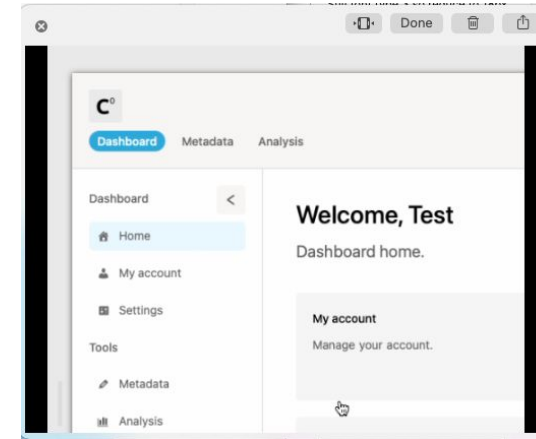 Done
C°
Dashboard Metadata Analysis
Dashboard
Home
My account
Settings
Tools
Metadata
Analysis
Welcome, Test
Dashboard home.
My account
Manage your account.